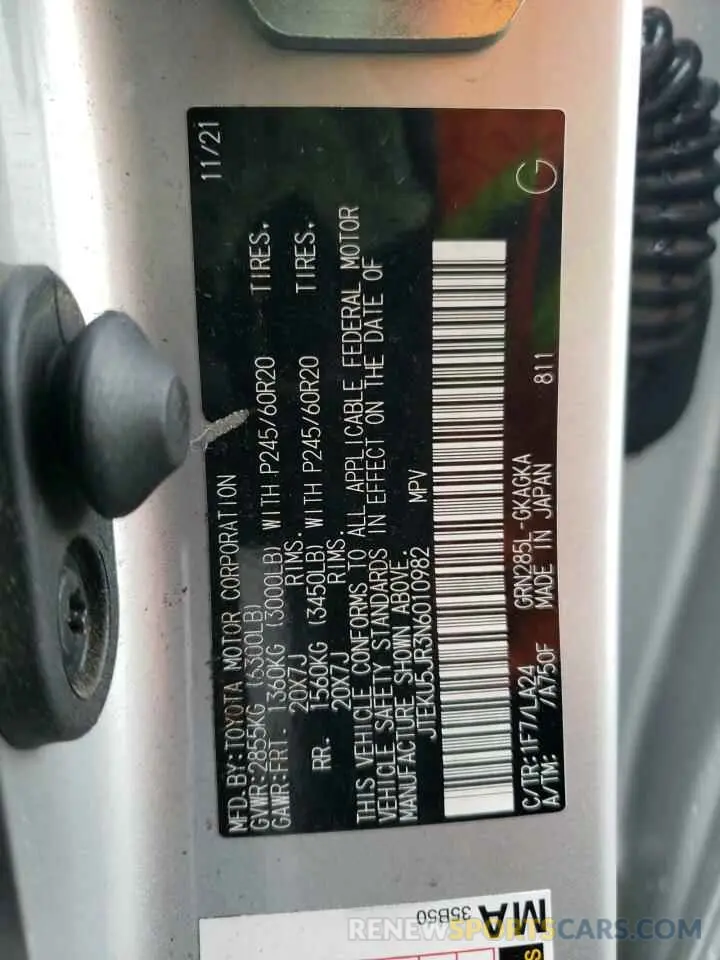 MFD.BY:TOYOTA MOTOR CORPORATION 11/21
GVWR:2855KG (6300LB)
GAWR:FRT. 1360KG (3000LB) WITH P245/60R20 TIRES.
20X7J RIMS.
RR. 1560KG (3450LB) WITH P245/60R20 TIRES.
20X7J RIMS.
THIS VEHICLE CONFORMS TO ALL APPLICABLE FEDERAL MOTOR
VEHICLE SAFETY STANDARDS IN EFFECT ON THE DATE OF
MANUFACTURE SHOWN ABOVE.
JTEKU5JR3N6010982 MPV
G
C/TR:1F7/LA24 GRN285L-GKAGKA 811
A/TM: /A750F MADE IN JAPAN
MA
35B50
RENEWSPORTSCARS.COM